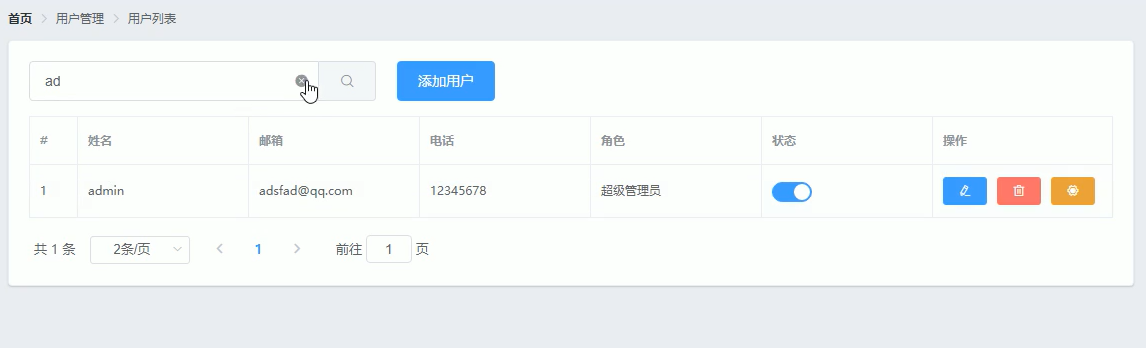 首页 > 用户管理 > 用户列表
ad 添加用户
# 姓名 邮箱 电话 角色 状态 操作
1 admin adsfad@qq.com 12345678 超级管理员
共 1 条 2条/页 1 前往 1 页